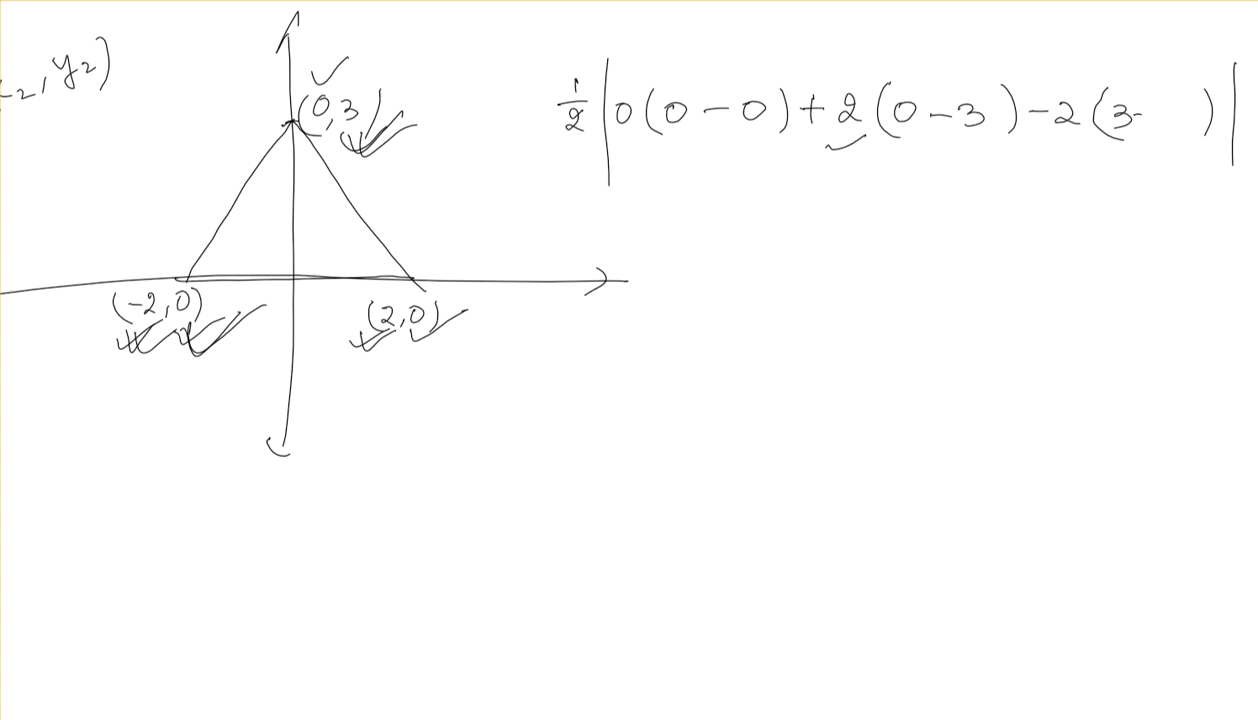 2, y2)
(0,3)
1/2 |0(0-0)+2(0-3)-2(3- )|
(-2,0)
(2,0)